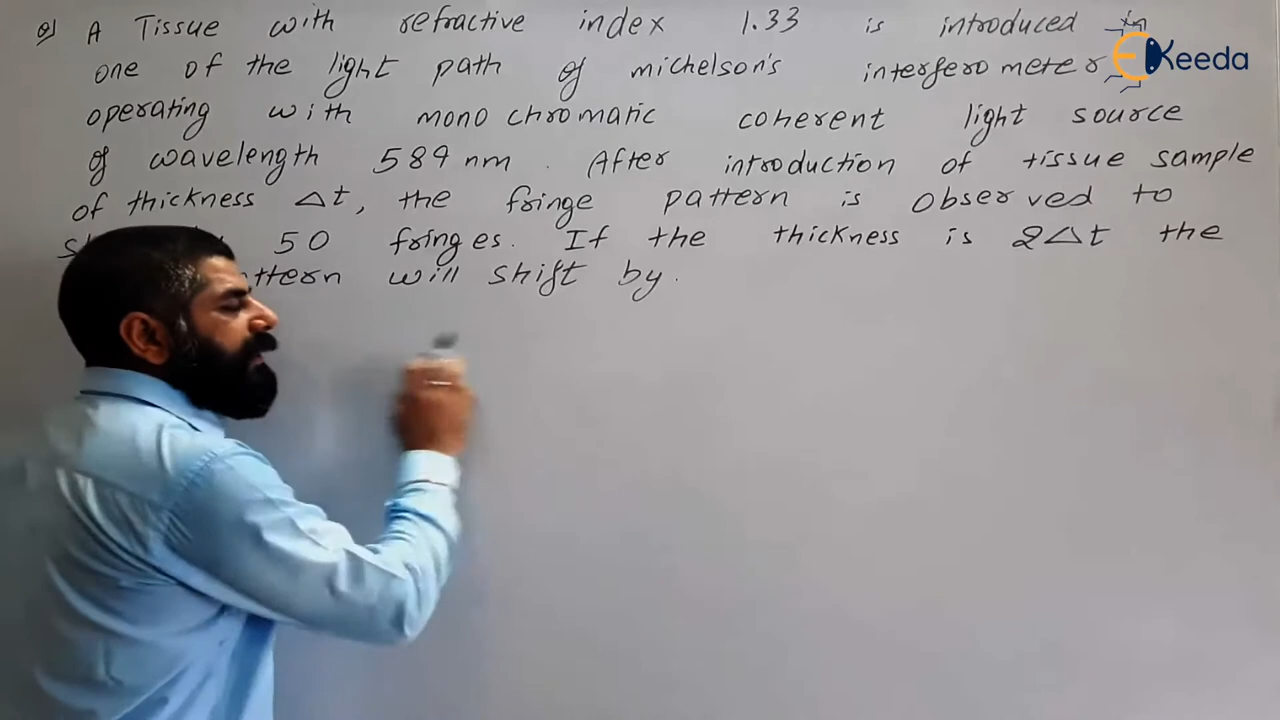 Q) A Tissue with refractive index 1.33 is introduced in
one of the light path of michelson's interferometer
operating with monochromatic coherent light source
of wavelength 589 nm. After introduction of tissue sample
of thickness Δt, the fringe pattern is observed to
50 fringes. If the thickness is 2Δt the
will shift by.
EKeeda